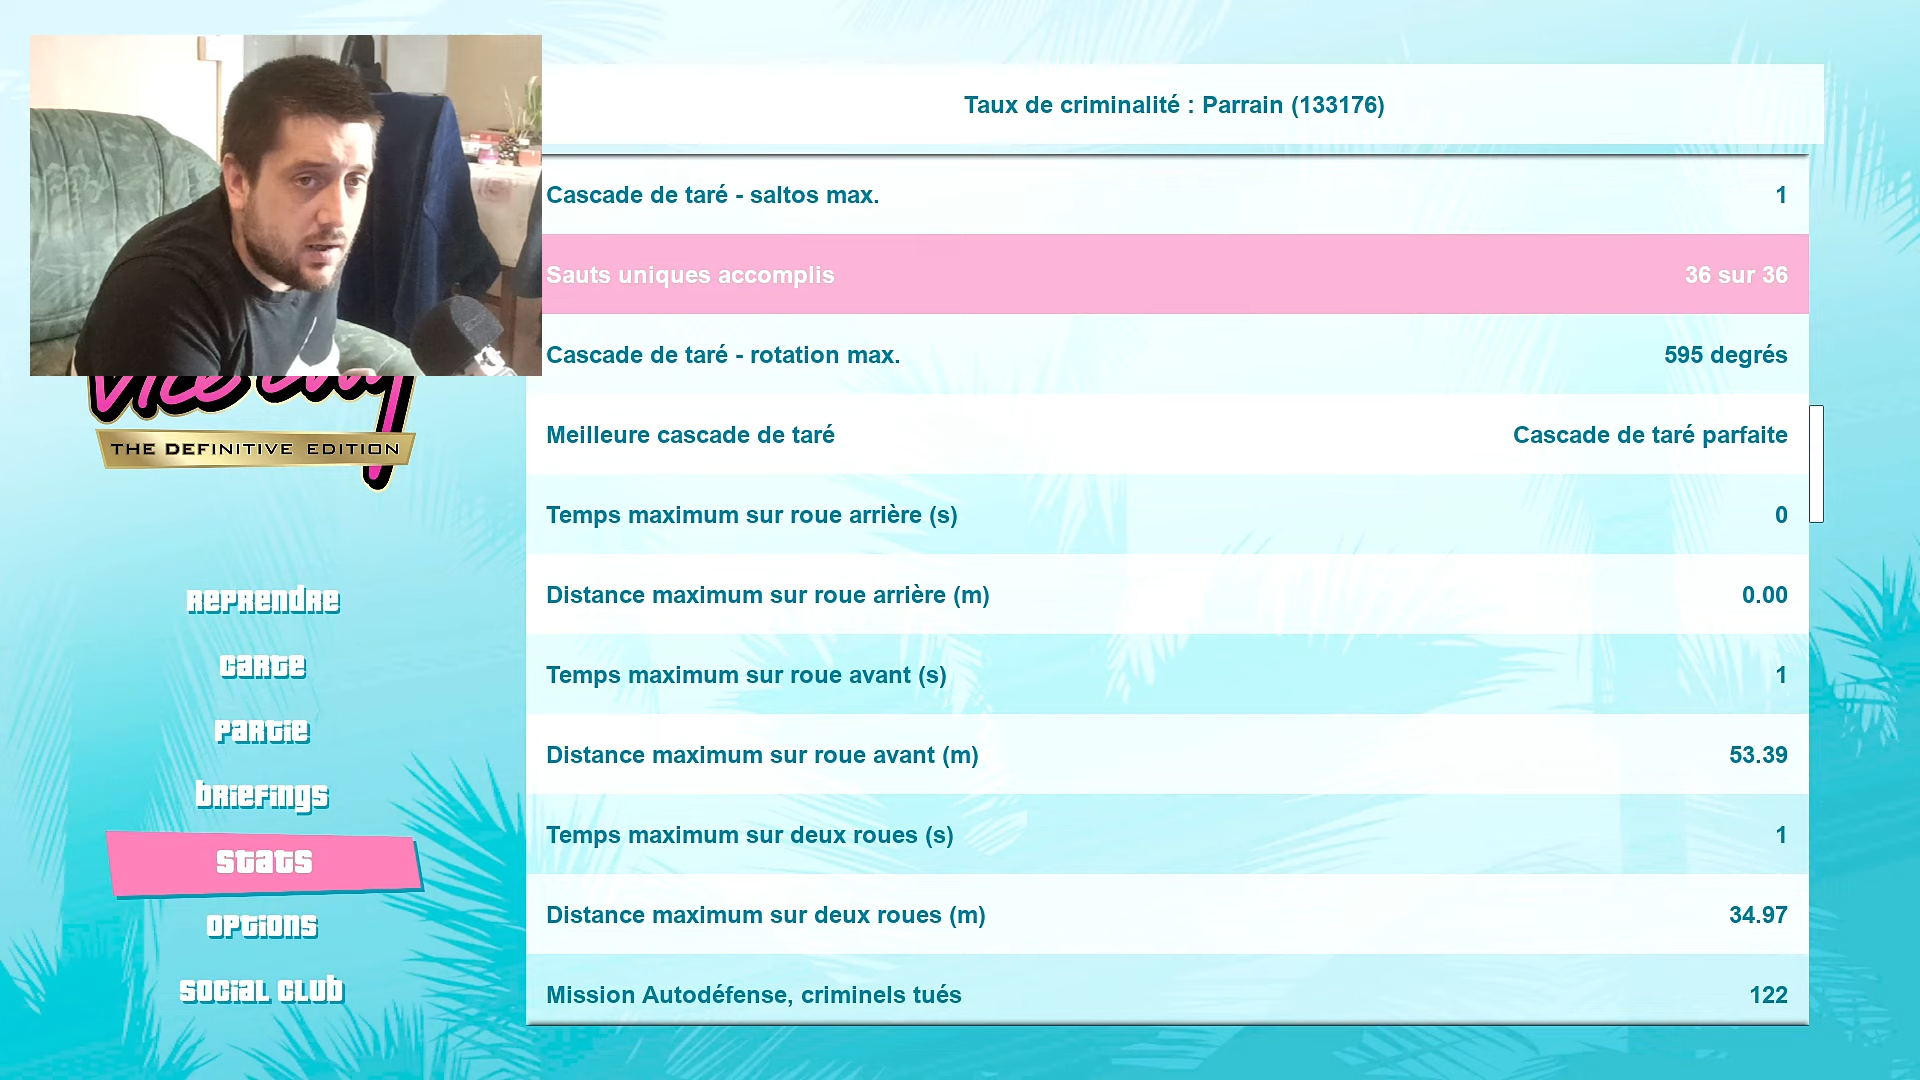 Taux de criminalité : Parrain (133176)
Cascade de taré - saltos max. 1
Sauts uniques accomplis 36 sur 36
Cascade de taré - rotation max. 595 degrés
Meilleure cascade de taré Cascade de taré parfaite
Temps maximum sur roue arrière (s) 0
Distance maximum sur roue arrière (m) 0.00
Temps maximum sur roue avant (s) 1
Distance maximum sur roue avant (m) 53.39
Temps maximum sur deux roues (s) 1
Distance maximum sur deux roues (m) 34.97
Mission Autodéfense, criminels tués 122
Vice City
THE DEFINITIVE EDITION
Reprendre
Carte
Partie
Briefings
Stats
Options
Social Club